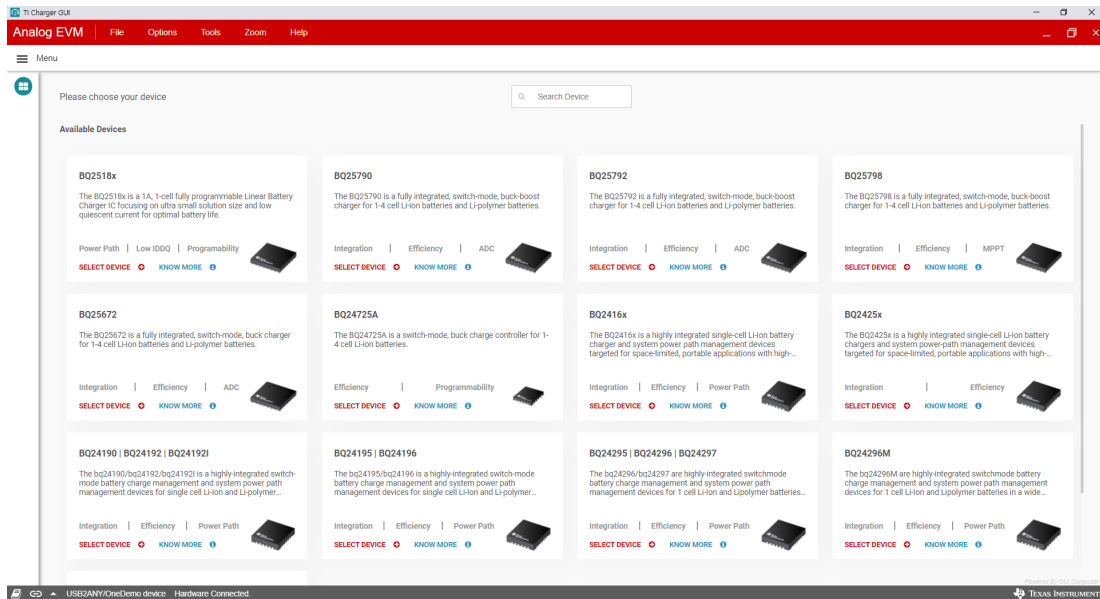 TI Charger GUI
Analog EVM File Options Tools Zoom Help
Menu
Please choose your device
Search Device
Available Devices
BQ2518x
The BQ2518x is a 1A, 1-cell fully programmable Linear Battery
Charger IC focusing on ultra small solution size and low
quiescent current for optimal battery life.
Power Path | Low IDDQ | Programability
SELECT DEVICE KNOW MORE
BQ25790
The BQ25790 is a fully integrated, switch-mode, buck-boost
charger for 1-4 cell Li-ion batteries and Li-polymer batteries.
Integration | Efficiency | ADC
SELECT DEVICE KNOW MORE
BQ25792
The BQ25792 is a fully integrated, switch-mode, buck-boost
charger for 1-4 cell Li-ion batteries and Li-polymer batteries.
Integration | Efficiency | ADC
SELECT DEVICE KNOW MORE
BQ25798
The BQ25798 is a fully integrated, switch-mode, buck-boost
charger for 1-4 cell Li-ion batteries and Li-polymer batteries.
Integration | Efficiency | MPPT
SELECT DEVICE KNOW MORE
BQ25672
The BQ25672 is a fully integrated, switch-mode, buck charger
for 1-4 cell Li-ion batteries and Li-polymer batteries.
Integration | Efficiency | ADC
SELECT DEVICE KNOW MORE
BQ24725A
The BQ24725A is a switch-mode, buck charge controller for 1-
4 cell Li-ion batteries.
Efficiency | Programmability
SELECT DEVICE KNOW MORE
BQ2416x
The BQ2416x is a highly integrated single-cell Li-Ion battery
charger and system power path management devices
targeted for space-limited, portable applications with high-...
Integration | Efficiency | Power Path
SELECT DEVICE KNOW MORE
BQ2425x
The BQ2425x is a highly integrated single-cell Li-Ion battery
chargers and system power-path management devices
targeted for space-limited, portable applications with high-...
Integration | Efficiency
SELECT DEVICE KNOW MORE
BQ24190 | BQ24192 | BQ24192I
The bq24190/bq24192/bq24192I is a highly-integrated switch-
mode battery charge management and system power path
management devices for single cell Li-Ion and Li-polymer...
Integration | Efficiency | Power Path
SELECT DEVICE KNOW MORE
BQ24195 | BQ24196
The bq24195/bq24196 is a highly-integrated switch-mode
battery charge management and system power path
management devices for single cell Li-Ion and Li-polymer...
Integration | Efficiency | Power Path
SELECT DEVICE KNOW MORE
BQ24295 | BQ24296 | BQ24297
The bq24296/bq24297 are highly-integrated switchmode
battery charge management and system power path
management devices for 1 cell Li-Ion and Lipolymer batteries...
Integration | Efficiency | Power Path
SELECT DEVICE KNOW MORE
BQ24296M
The bq24296M are highly-integrated switchmode battery
charge management and system power path management
devices for 1 cell Li-Ion and Lipolymer batteries in a wide...
Integration | Efficiency | Power Path
SELECT DEVICE KNOW MORE
Powered By GUI Composer
USB2ANY/OneDemo device Hardware Connected. TEXAS INSTRUMENT